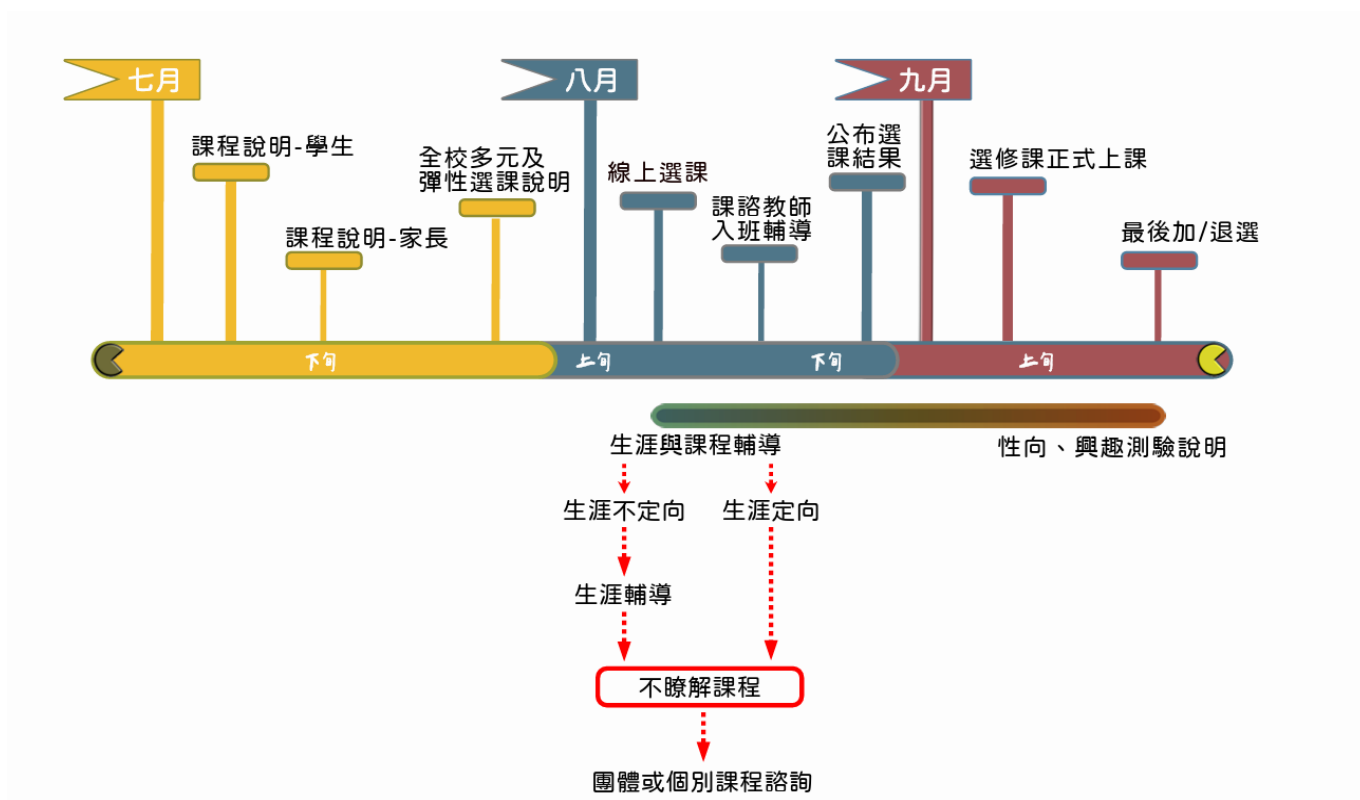 七月
八月
九月
課程說明-學生
課程說明-家長
全校多元及
彈性選課說明
線上選課
課諮教師
入班輔導
公布選
課結果
選修課正式上課
最後加/退選
下旬
上旬
下旬
上旬
生涯與課程輔導
性向、興趣測驗說明
生涯不定向
生涯定向
生涯輔導
不瞭解課程
團體或個別課程諮詢